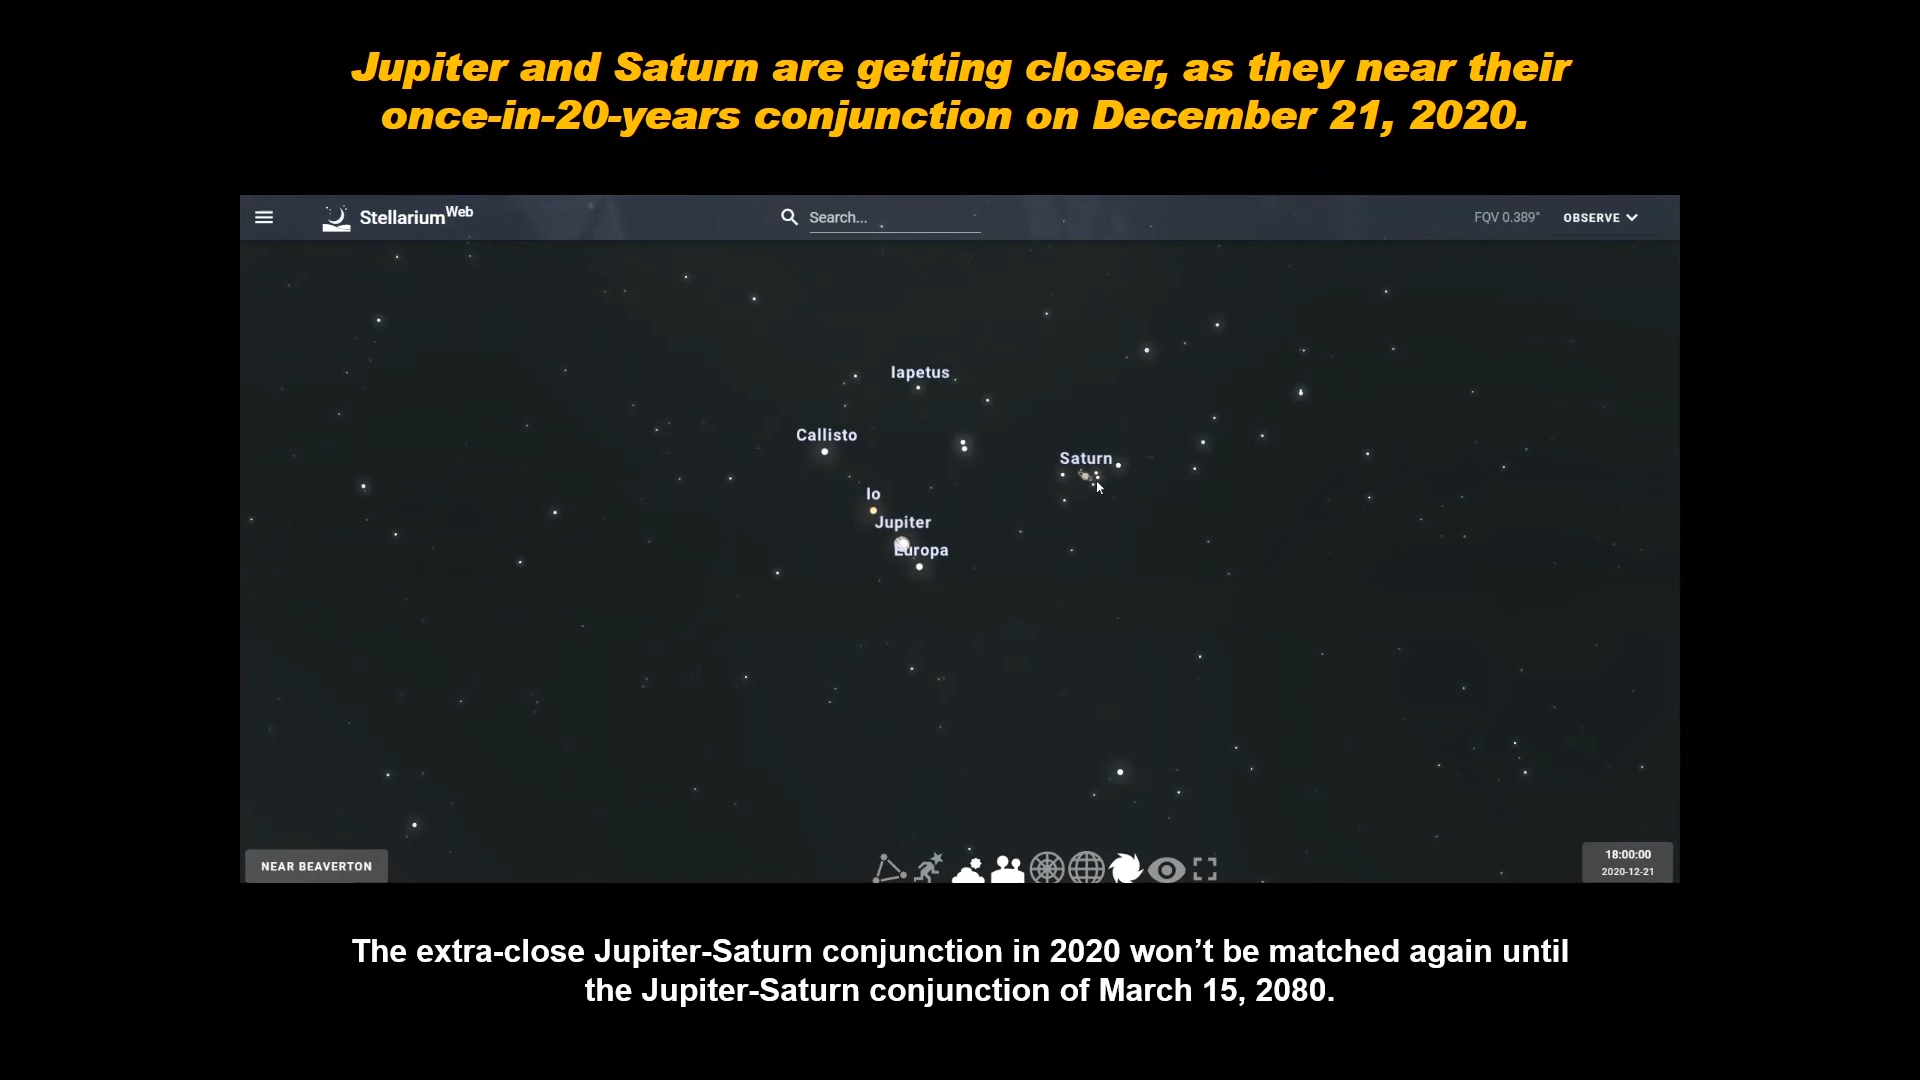 Jupiter and Saturn are getting closer, as they near their
once-in-20-years conjunction on December 21, 2020.
StellariumWeb
Search...
FOV 0.389°
OBSERVE
Iapetus
Callisto
Saturn
Io
Jupiter
Europa
NEAR BEAVERTON
18:00:00
2020-12-21
The extra-close Jupiter-Saturn conjunction in 2020 won’t be matched again until
the Jupiter-Saturn conjunction of March 15, 2080.